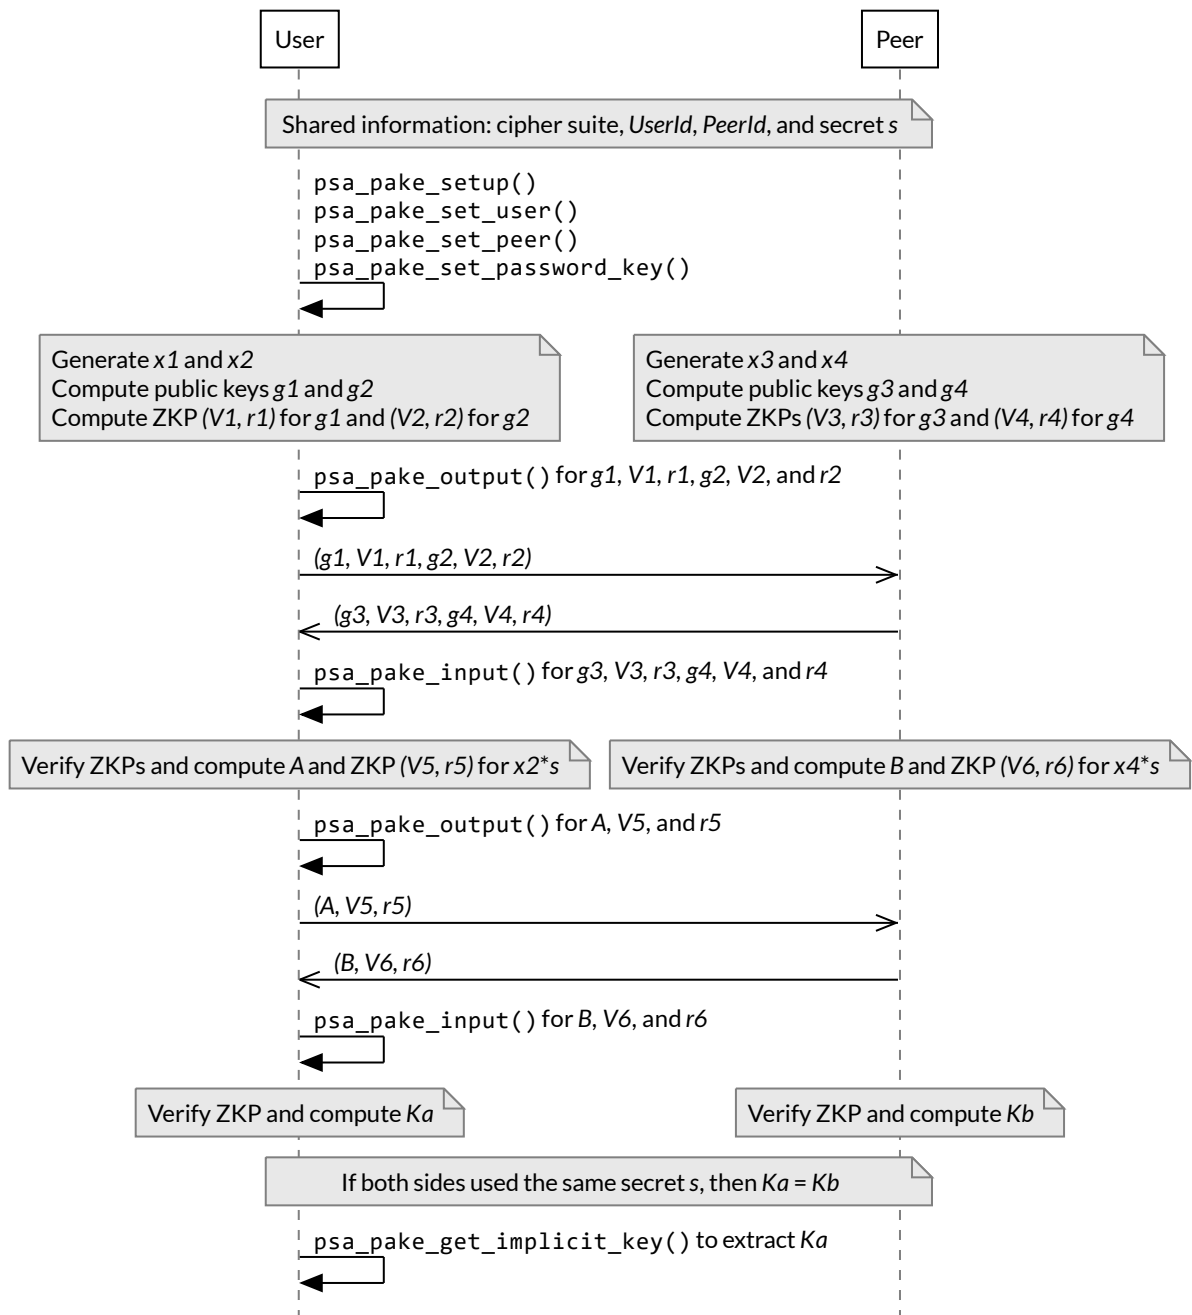 User
Peer
Shared information: cipher suite, UserId, PeerId, and secret s
psa_pake_setup()
psa_pake_set_user()
psa_pake_set_peer()
psa_pake_set_password_key()
Generate x1 and x2
Compute public keys g1 and g2
Compute ZKP (V1, r1) for g1 and (V2, r2) for g2
Generate x3 and x4
Compute public keys g3 and g4
Compute ZKPs (V3, r3) for g3 and (V4, r4) for g4
psa_pake_output() for g1, V1, r1, g2, V2, and r2
(g1, V1, r1, g2, V2, r2)
(g3, V3, r3, g4, V4, r4)
psa_pake_input() for g3, V3, r3, g4, V4, and r4
Verify ZKPs and compute A and ZKP (V5, r5) for x2*s
Verify ZKPs and compute B and ZKP (V6, r6) for x4*s
psa_pake_output() for A, V5, and r5
(A, V5, r5)
(B, V6, r6)
psa_pake_input() for B, V6, and r6
Verify ZKP and compute Ka
Verify ZKP and compute Kb
If both sides used the same secret s, then Ka = Kb
psa_pake_get_implicit_key() to extract Ka